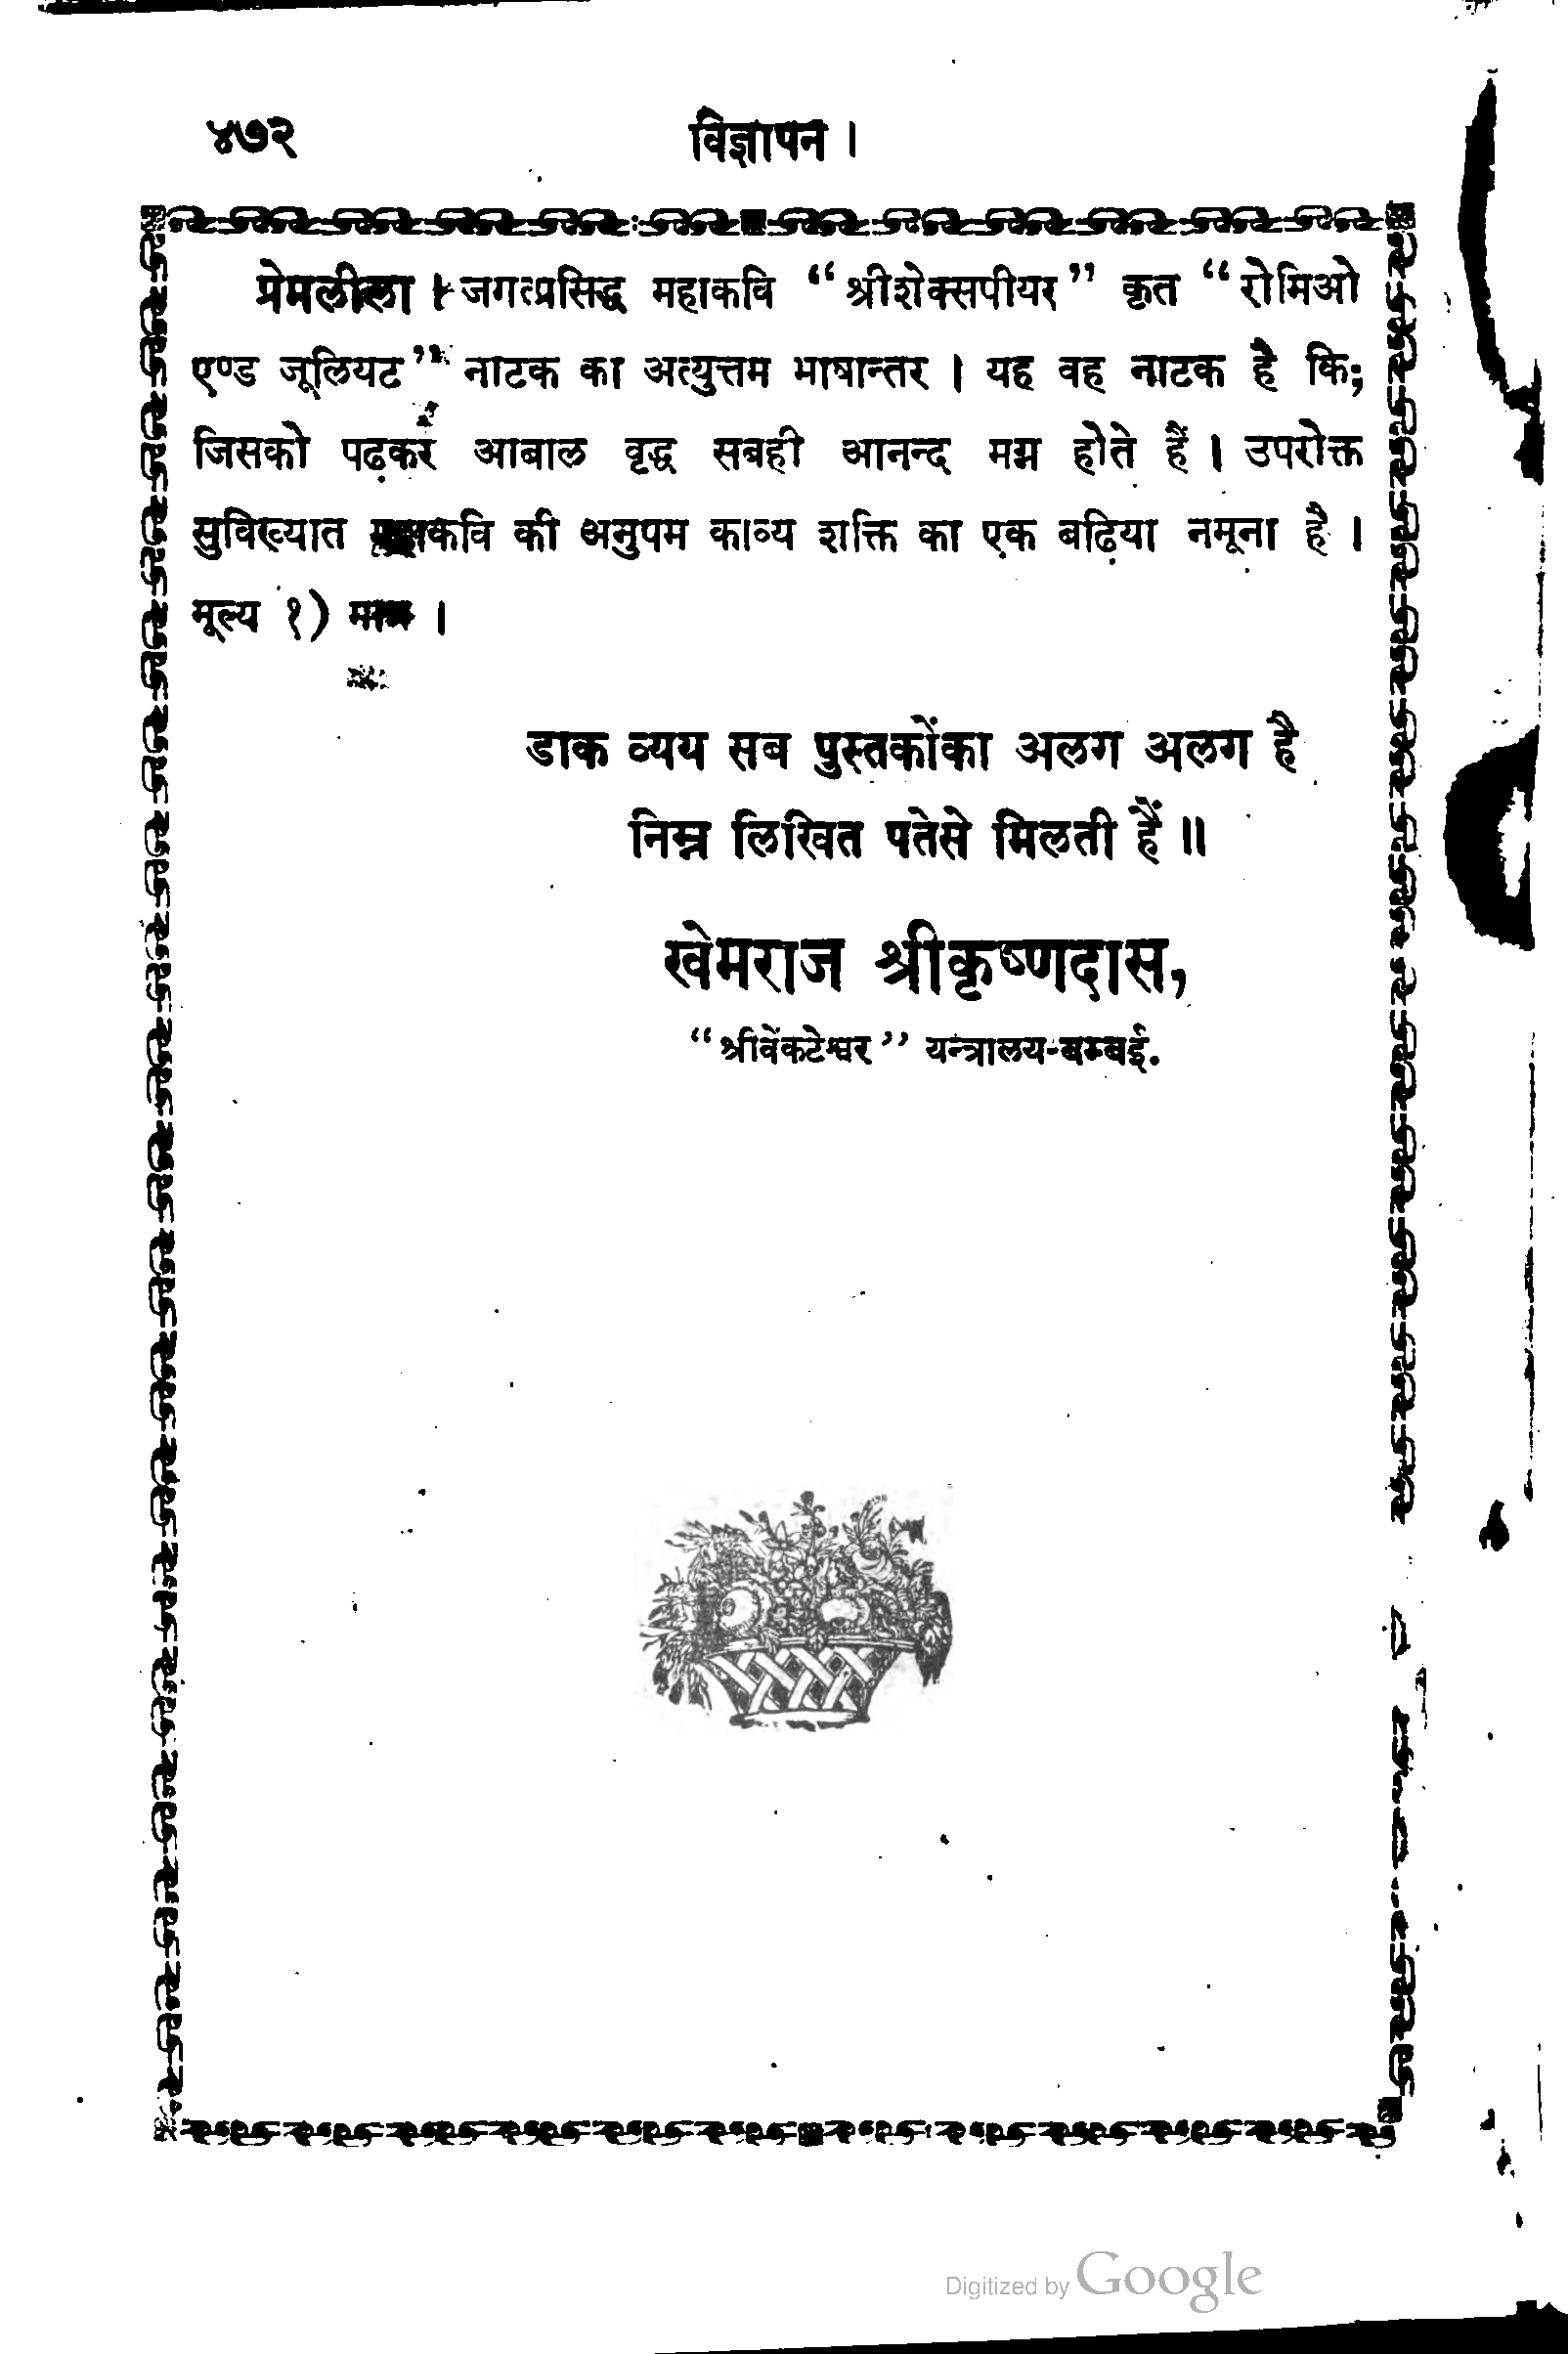 ४७२
विज्ञापन ।
प्रेमलीला । जगत्प्रसिद्ध महाकवि “ श्रीशेक्सपीयर ” कृत “ रोमिओ
एण्ड जूलियट ” नाटक का अत्युत्तम भाषान्तर । यह वह नाटक है कि;
जिसको पढ़कर आबाल वृद्ध सबही आनन्द मग्न होते हैं । उपरोक्त
सुविख्यात महाकवि की अनुपम काव्य शक्ति का एक बढ़िया नमूना है ।
मूल्य १) मात्र ।
डाक व्यय सब पुस्तकोंका अलग अलग है
निम्न लिखित पतेसे मिलती हैं ॥
खेमराज श्रीकृष्णदास,
“ श्रीवेंकटेश्वर ” यन्त्रालय-बम्बई.
Digitized by Google